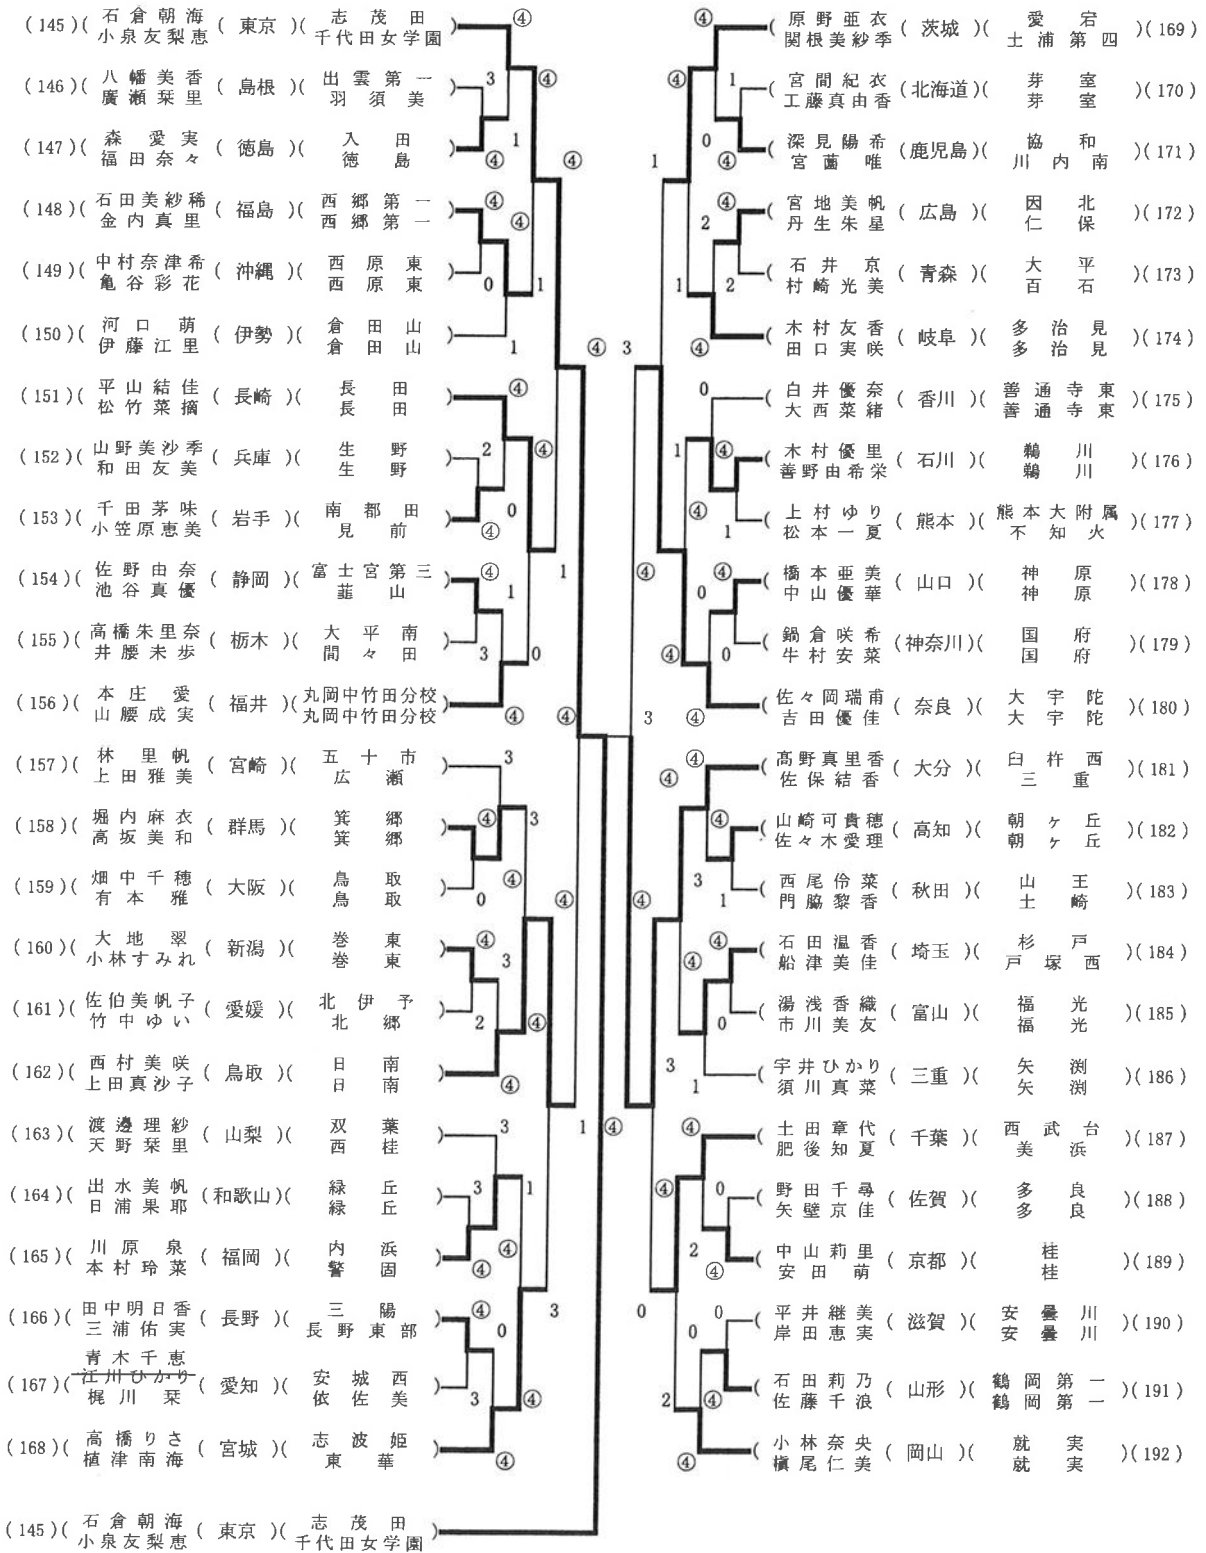 (145)( 石倉朝海 小泉友梨恵 ( 東京 )( 志茂田 千代田女学園 )
(146)( 八幡美香 廣瀬栞里 ( 島根 )( 出雲第一 羽須美 )
(147)( 森愛実 福田奈々 ( 徳島 )( 入田 徳島 )
(148)( 石田美紗稀 金内真里 ( 福島 )( 西郷第一 西郷第一 )
(149)( 中村奈津希 亀谷彩花 ( 沖縄 )( 西原東 西原東 )
(150)( 河口萌 伊藤江里 ( 伊勢 )( 倉田山 倉田山 )
(151)( 平山結佳 松竹菜摘 ( 長崎 )( 長田 長田 )
(152)( 山野美沙季 和田友美 ( 兵庫 )( 生野 生野 )
(153)( 千田茅味 小笠原恵美 ( 岩手 )( 南都田 見前 )
(154)( 佐野由奈 池谷真優 ( 静岡 )( 富士宮第三 韮山 )
(155)( 高橋朱里奈 井腰未歩 ( 栃木 )( 大平南 間々田 )
(156)( 本庄愛 山腰成実 ( 福井 )( 丸岡中竹田分校 丸岡中竹田分校 )
(157)( 林里帆 上田雅美 ( 宮崎 )( 五十市 広瀬 )
(158)( 堀内麻衣 高坂美和 ( 群馬 )( 箕郷 箕郷 )
(159)( 畑中千穂 有本雅 ( 大阪 )( 鳥取 鳥取 )
(160)( 大地翠 小林すみれ ( 新潟 )( 巻東 巻東 )
(161)( 佐伯美帆子 竹中ゆい ( 愛媛 )( 北伊予 北郷 )
(162)( 西村美咲 上田真沙子 ( 鳥取 )( 日南 日南 )
(163)( 渡邊理紗 天野栞里 ( 山梨 )( 双葉 西桂 )
(164)( 出水美帆 日浦果耶 (和歌山)( 緑丘 緑丘 )
(165)( 川原泉 本村玲菜 ( 福岡 )( 内浜 警固 )
(166)( 田中明日香 三浦佑実 ( 長野 )( 三陽 長野東部 )
青木千恵
(167)( 江川ひかり 梶川栞 ( 愛知 )( 安城西 依佐美 )
(168)( 高橋りさ 植津南海 ( 宮城 )( 志波姫 東華 )
(145)( 石倉朝海 小泉友梨恵 ( 東京 )( 志茂田 千代田女学園 )
( 原野亜衣 関根美紗季 ( 茨城 )( 愛宕 土浦第四 )(169)
( 宮間紀衣 工藤真由香 (北海道)( 芽室 芽室 )(170)
( 深見陽希 宮薗唯 (鹿児島)( 協和 川内南 )(171)
( 宮地美帆 丹生朱星 ( 広島 )( 因北 仁保 )(172)
( 石井京 村崎光美 ( 青森 )( 大平 百石 )(173)
( 木村友香 田口実咲 ( 岐阜 )( 多治見 多治見 )(174)
( 白井優奈 大西菜緒 ( 香川 )( 善通寺東 善通寺東 )(175)
( 木村優里 善野由希栄 ( 石川 )( 鵜川 鵜川 )(176)
( 上村ゆり 松本一夏 ( 熊本 )( 熊本大附属 不知火 )(177)
( 橋本亜美 中山優華 ( 山口 )( 神原 神原 )(178)
( 鍋倉咲希 牛村安菜 (神奈川)( 国府 国府 )(179)
( 佐々岡瑞甫 吉田優佳 ( 奈良 )( 大宇陀 大宇陀 )(180)
( 髙野真里香 佐保結香 ( 大分 )( 臼杵西 三重 )(181)
( 山崎可貴穂 佐々木愛理 ( 高知 )( 朝ヶ丘 朝ヶ丘 )(182)
( 西尾伶菜 門脇黎香 ( 秋田 )( 山王 土崎 )(183)
( 石田温香 船津美佳 ( 埼玉 )( 杉戸 戸塚西 )(184)
( 湯浅香織 市川美友 ( 富山 )( 福光 福光 )(185)
( 宇井ひかり 須川真菜 ( 三重 )( 矢渕 矢渕 )(186)
( 土田章代 肥後知夏 ( 千葉 )( 西武台 美浜 )(187)
( 野田千尋 矢壁京佳 ( 佐賀 )( 多良 多良 )(188)
( 中山莉里 安田萌 ( 京都 )( 桂 桂 )(189)
( 平井継美 岸田恵実 ( 滋賀 )( 安曇川 安曇川 )(190)
( 石田莉乃 佐藤千浪 ( 山形 )( 鶴岡第一 鶴岡第一 )(191)
( 小林奈央 槇尾仁美 ( 岡山 )( 就実 就実 )(192)